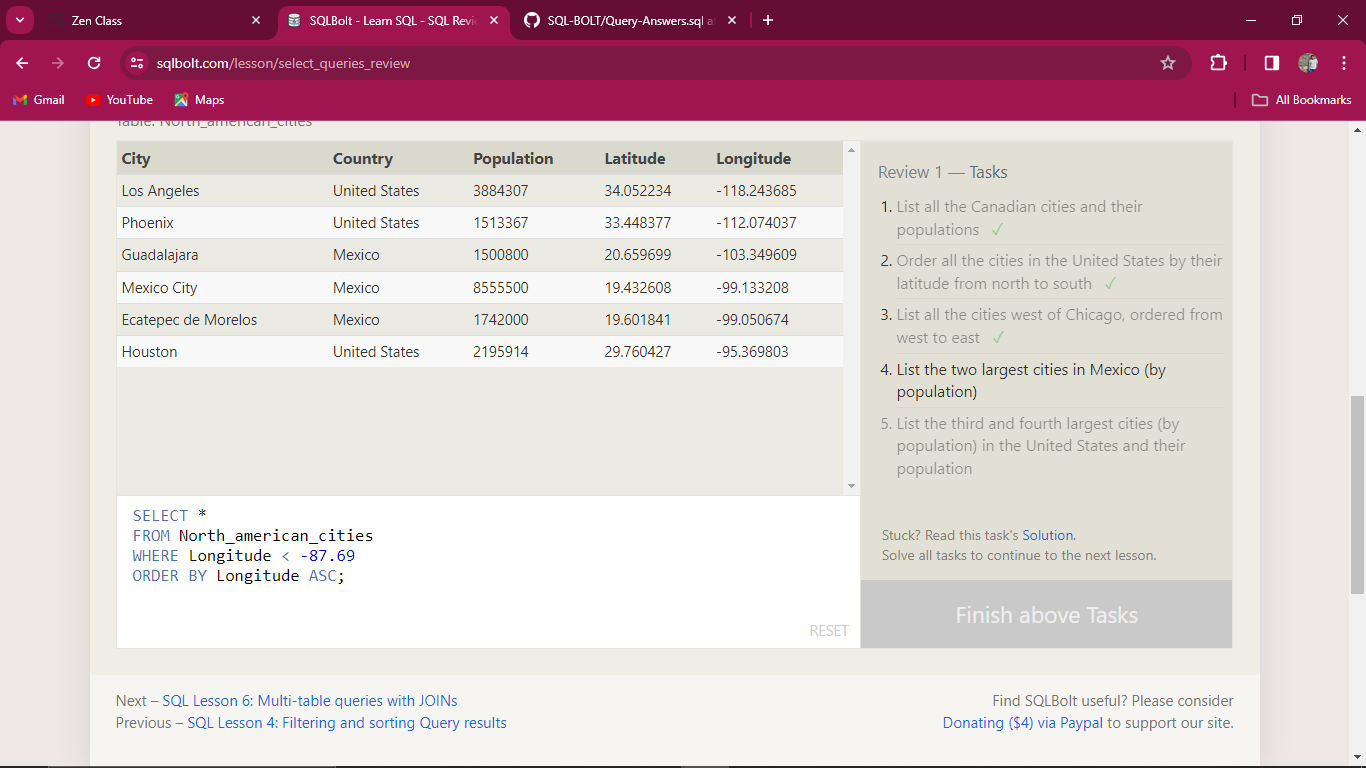 Zen Class
SQLBolt - Learn SQL - SQL Revi
SQL-BOLT/Query-Answers.sql a
sqlbolt.com/lesson/select_queries_review
Gmail YouTube Maps All Bookmarks
Table: North_american_cities
City Country Population Latitude Longitude
Los Angeles United States 3884307 34.052234 -118.243685
Phoenix United States 1513367 33.448377 -112.074037
Guadalajara Mexico 1500800 20.659699 -103.349609
Mexico City Mexico 8555500 19.432608 -99.133208
Ecatepec de Morelos Mexico 1742000 19.601841 -99.050674
Houston United States 2195914 29.760427 -95.369803
SELECT *
FROM North_american_cities
WHERE Longitude < -87.69
ORDER BY Longitude ASC;
RESET
Review 1 — Tasks
1. List all the Canadian cities and their
populations ✓
2. Order all the cities in the United States by their
latitude from north to south ✓
3. List all the cities west of Chicago, ordered from
west to east ✓
4. List the two largest cities in Mexico (by
population)
5. List the third and fourth largest cities (by
population) in the United States and their
population
Stuck? Read this task's Solution.
Solve all tasks to continue to the next lesson.
Finish above Tasks
Next – SQL Lesson 6: Multi-table queries with JOINs
Previous – SQL Lesson 4: Filtering and sorting Query results
Find SQLBolt useful? Please consider
Donating ($4) via Paypal to support our site.